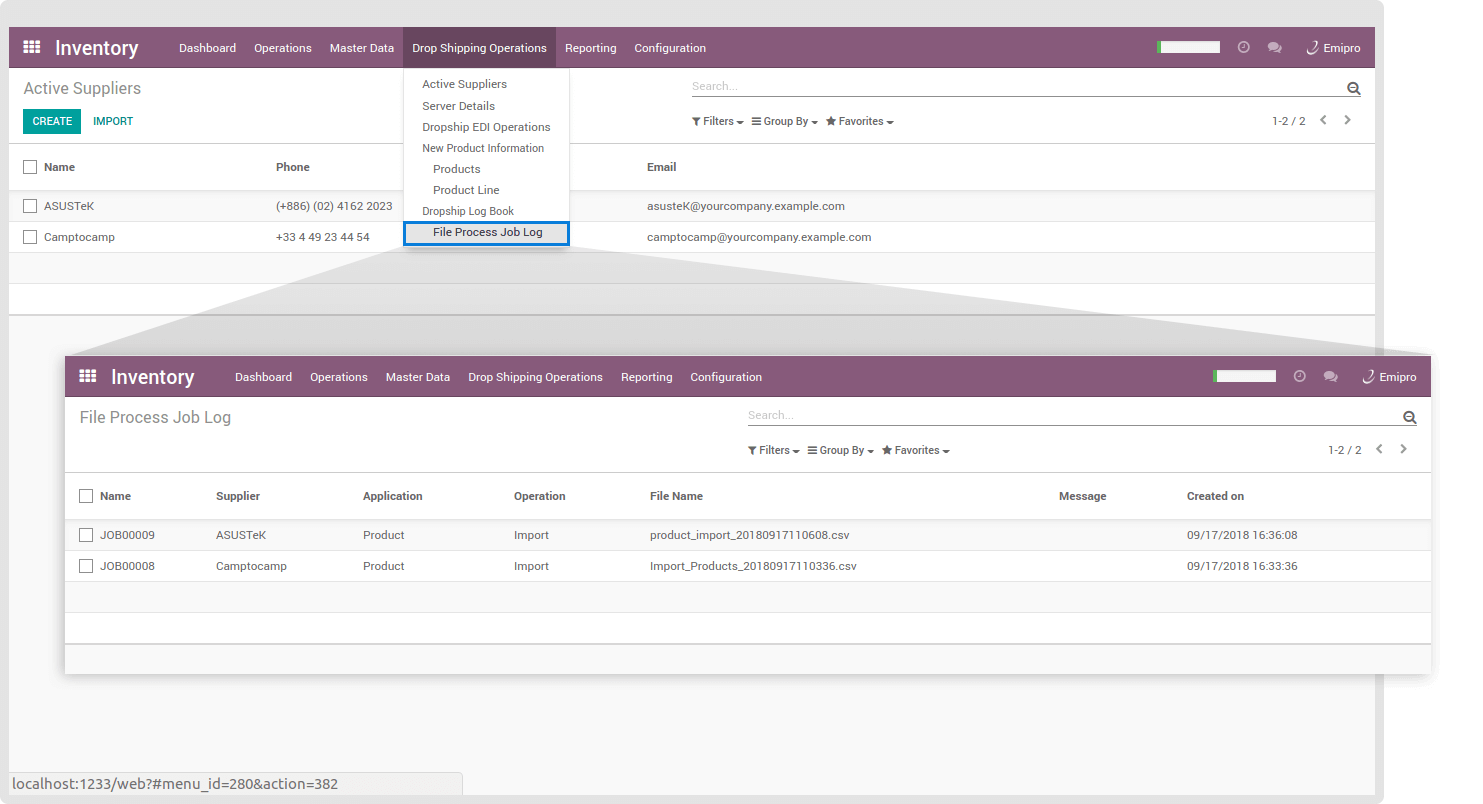 Inventory Dashboard Operations Master Data Drop Shipping Operations Reporting Configuration Emipro
Active Suppliers
Search...
CREATE IMPORT
Filters Group By Favorites 1-2 / 2
Active Suppliers
Server Details
Dropship EDI Operations
New Product Information
Products
Product Line
Dropship Log Book
File Process Job Log
Name Phone Email
ASUSTeK (+886) (02) 4162 2023 asusteK@yourcompany.example.com
Camptocamp +33 4 49 23 44 54 camptocamp@yourcompany.example.com
Inventory Dashboard Operations Master Data Drop Shipping Operations Reporting Configuration Emipro
File Process Job Log
Search...
Filters Group By Favorites 1-2 / 2
Name Supplier Application Operation File Name Message Created on
JOB00009 ASUSTeK Product Import product_import_20180917110608.csv 09/17/2018 16:36:08
JOB00008 Camptocamp Product Import Import_Products_20180917110336.csv 09/17/2018 16:33:36
localhost:1233/web?#menu_id=280&action=382